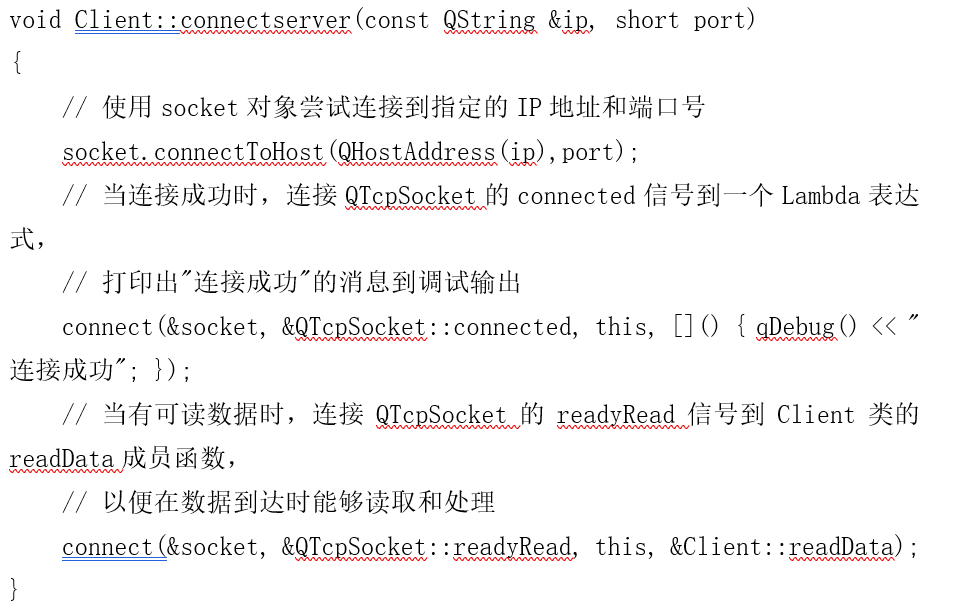 void Client::connectserver(const QString &ip, short port)
{
// 使用 socket 对象尝试连接到指定的 IP 地址和端口号
socket.connectToHost(QHostAddress(ip),port);
// 当连接成功时，连接 QTcpSocket 的 connected 信号到一个 Lambda 表达
式，
// 打印出"连接成功"的消息到调试输出
connect(&socket, &QTcpSocket::connected, this, []() { qDebug() << "
连接成功"; });
// 当有可读数据时，连接 QTcpSocket 的 readyRead 信号到 Client 类的
readData 成员函数，
// 以便在数据到达时能够读取和处理
connect(&socket, &QTcpSocket::readyRead, this, &Client::readData);
}